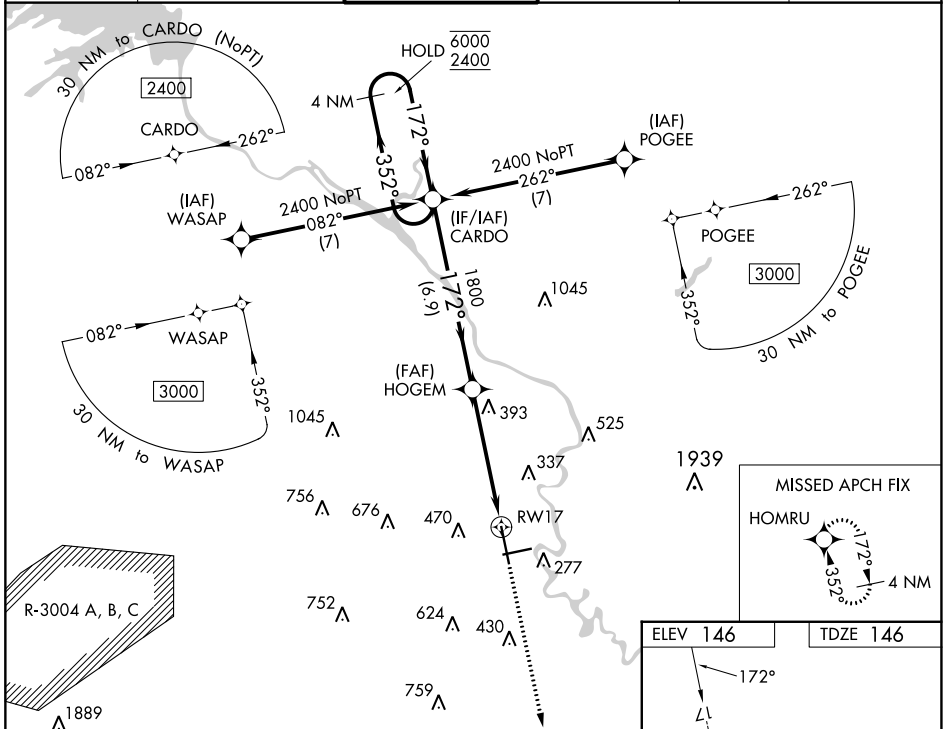 30 NM to CARDO (NoPT)
2400
CARDO
082°
262°
HOLD 6000
2400
4 NM
172°
352°
(IAF)
POGEE
2400 NoPT
262°
(7)
(IAF)
WASAP
2400 NoPT
082°
(7)
(IF/IAF)
CARDO
262°
POGEE
3000
352°
30 NM to POGEE
1800
172°
(6.9)
1045
082°
WASAP
3000
352°
30 NM to WASAP
(FAF)
HOGEM
393
1045
525
337
1939
756
676
470
RW17
277
MISSED APCH FIX
HOMRU
172°
352°
4 NM
R-3004 A, B, C
752
624
430
759
1889
ELEV 146
TDZE 146
172°
17